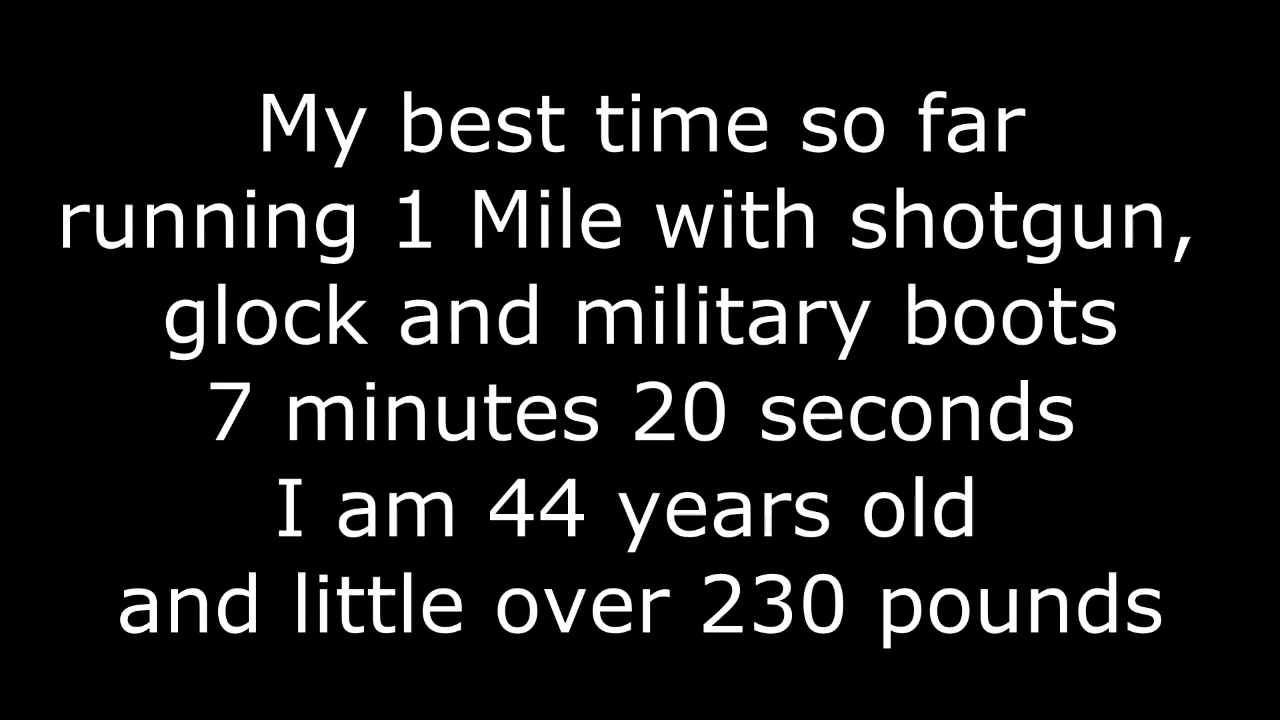 My best time so far
running 1 Mile with shotgun,
glock and military boots
7 minutes 20 seconds
I am 44 years old
and little over 230 pounds